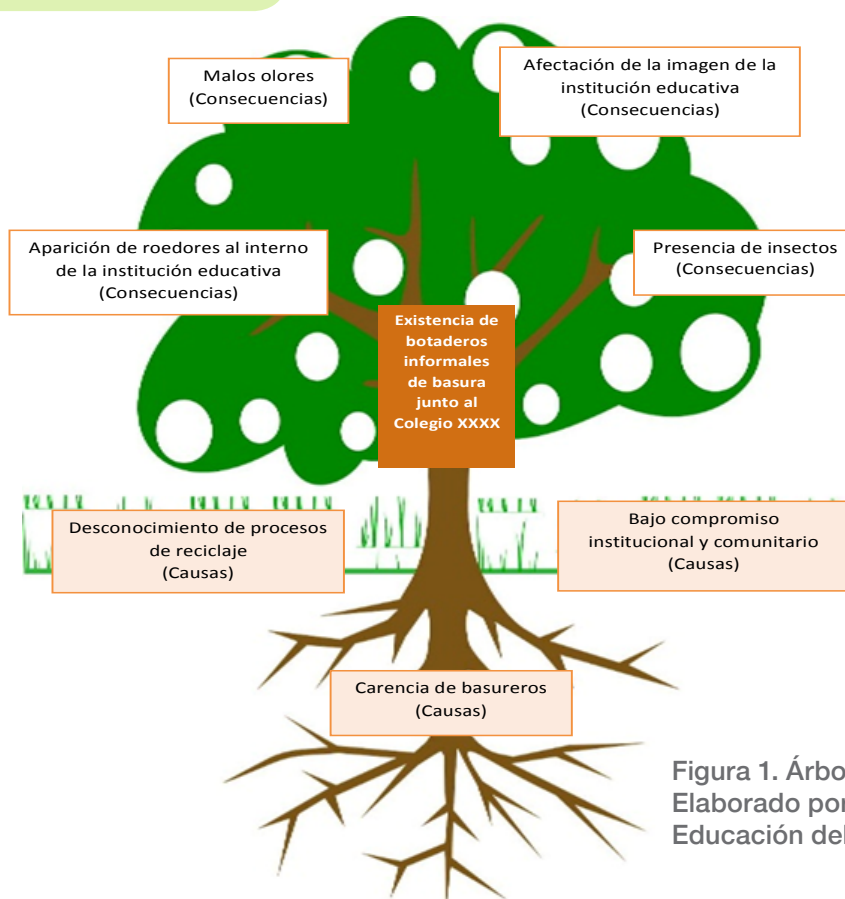 Malos olores
(Consecuencias)
Afectación de la imagen de la
institución educativa
(Consecuencias)
Aparición de roedores al interno
de la institución educativa
(Consecuencias)
Presencia de insectos
(Consecuencias)
Existencia de
botaderos
informales
de basura
junto al
Colegio XXXX
Desconocimiento de procesos
de reciclaje
(Causas)
Bajo compromiso
institucional y comunitario
(Causas)
Carencia de basureros
(Causas)
Figura 1. Árbo
Elaborado por
Educación del